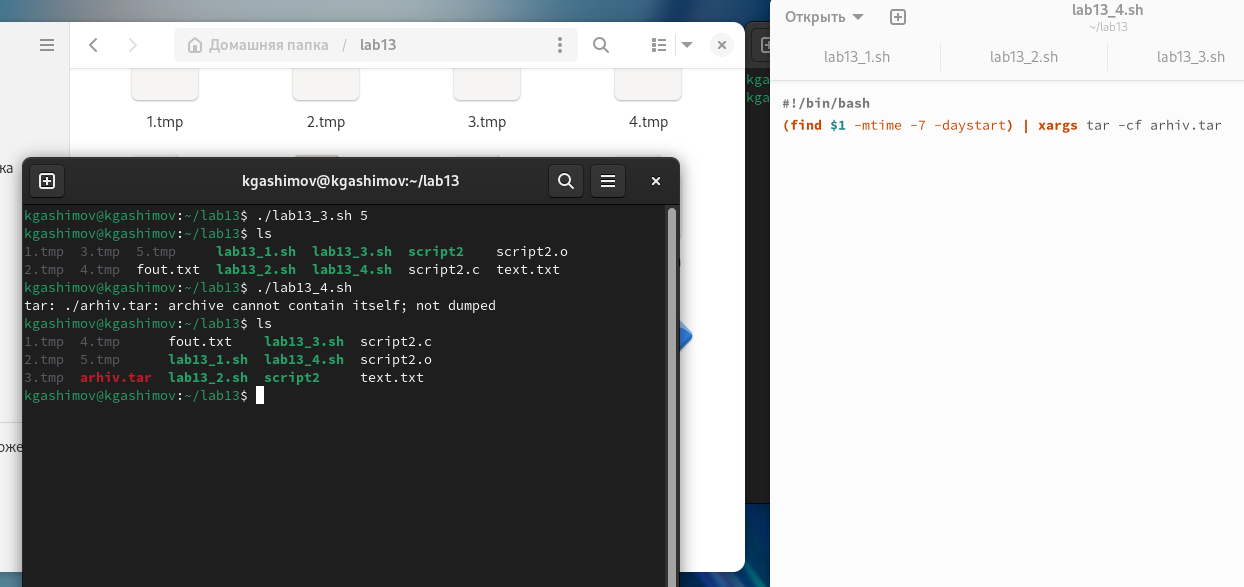 Домашняя папка / lab13
1.tmp 2.tmp 3.tmp 4.tmp
ка
оже
kga
kga
kgashimov@kgashimov:~/lab13
kgashimov@kgashimov:~/lab13$ ./lab13_3.sh 5
kgashimov@kgashimov:~/lab13$ ls
1.tmp 3.tmp 5.tmp lab13_1.sh lab13_3.sh script2 script2.o
2.tmp 4.tmp fout.txt lab13_2.sh lab13_4.sh script2.c text.txt
kgashimov@kgashimov:~/lab13$ ./lab13_4.sh
tar: ./arhiv.tar: archive cannot contain itself; not dumped
kgashimov@kgashimov:~/lab13$ ls
1.tmp 4.tmp fout.txt lab13_3.sh script2.c
2.tmp 5.tmp lab13_1.sh lab13_4.sh script2.o
3.tmp arhiv.tar lab13_2.sh script2 text.txt
kgashimov@kgashimov:~/lab13$
Открыть
lab13_4.sh
~/lab13
lab13_1.sh lab13_2.sh lab13_3.sh
#!/bin/bash
(find $1 -mtime -7 -daystart) | xargs tar -cf arhiv.tar